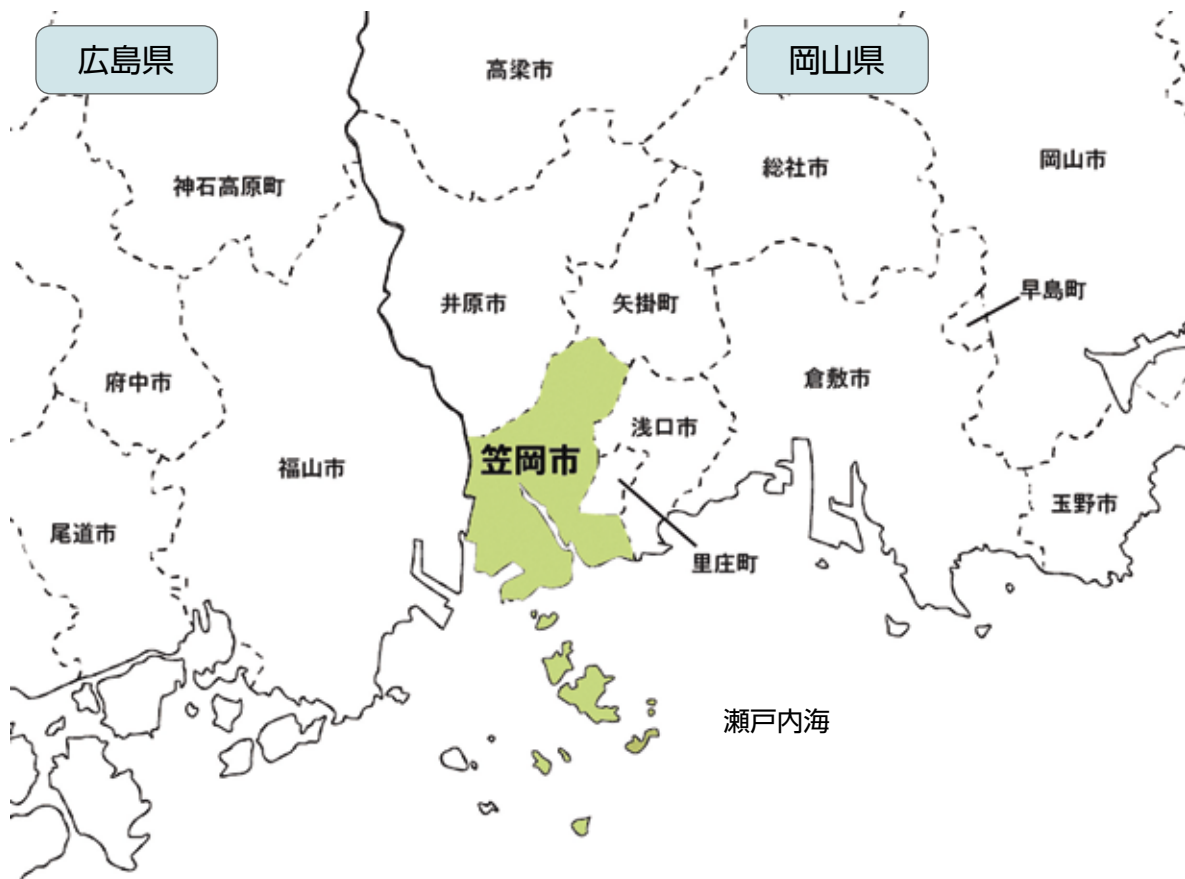 広島県
岡山県
高梁市
岡山市
総社市
神石高原町
早島町
井原市
矢掛町
府中市
倉敷市
浅口市
笠岡市
福山市
玉野市
尾道市
里庄町
瀬戸内海